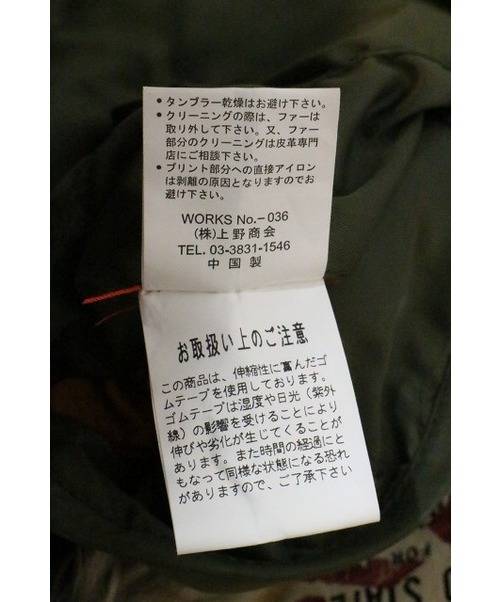 • タンブラー乾燥はお避け下さい。
• クリーニングの際は、ファーは
取り外して下さい。又、ファー
部分のクリーニングは皮革専門
店にご相談下さい。
• プリント部分への直接アイロン
は剥離の原因となりますのでお
避け下さい。
WORKS No.-036
(株)上野商会
TEL. 03-3831-1546
中国製
お取扱い上のご注意
この商品は、伸縮性に富んだゴ
ムテープを使用しております。
ゴムテープは湿度や日光(紫外
線)の影響を受けることにより
伸びや劣化が生じてくることが
あります。また時間の経過にと
もなって同様な状態になる恐れ
がありますので、ご了承下さい
STATE
FOR